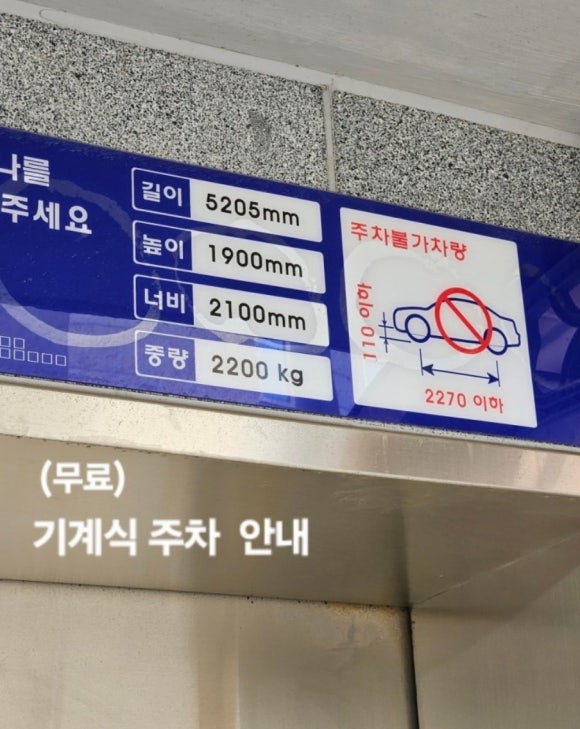 나를
주세요
길이 5205mm
높이 1900mm
너비 2100mm
중량 2200 kg
주차불가차량
110 이하
2270 이하
(무료)
기계식 주차 안내